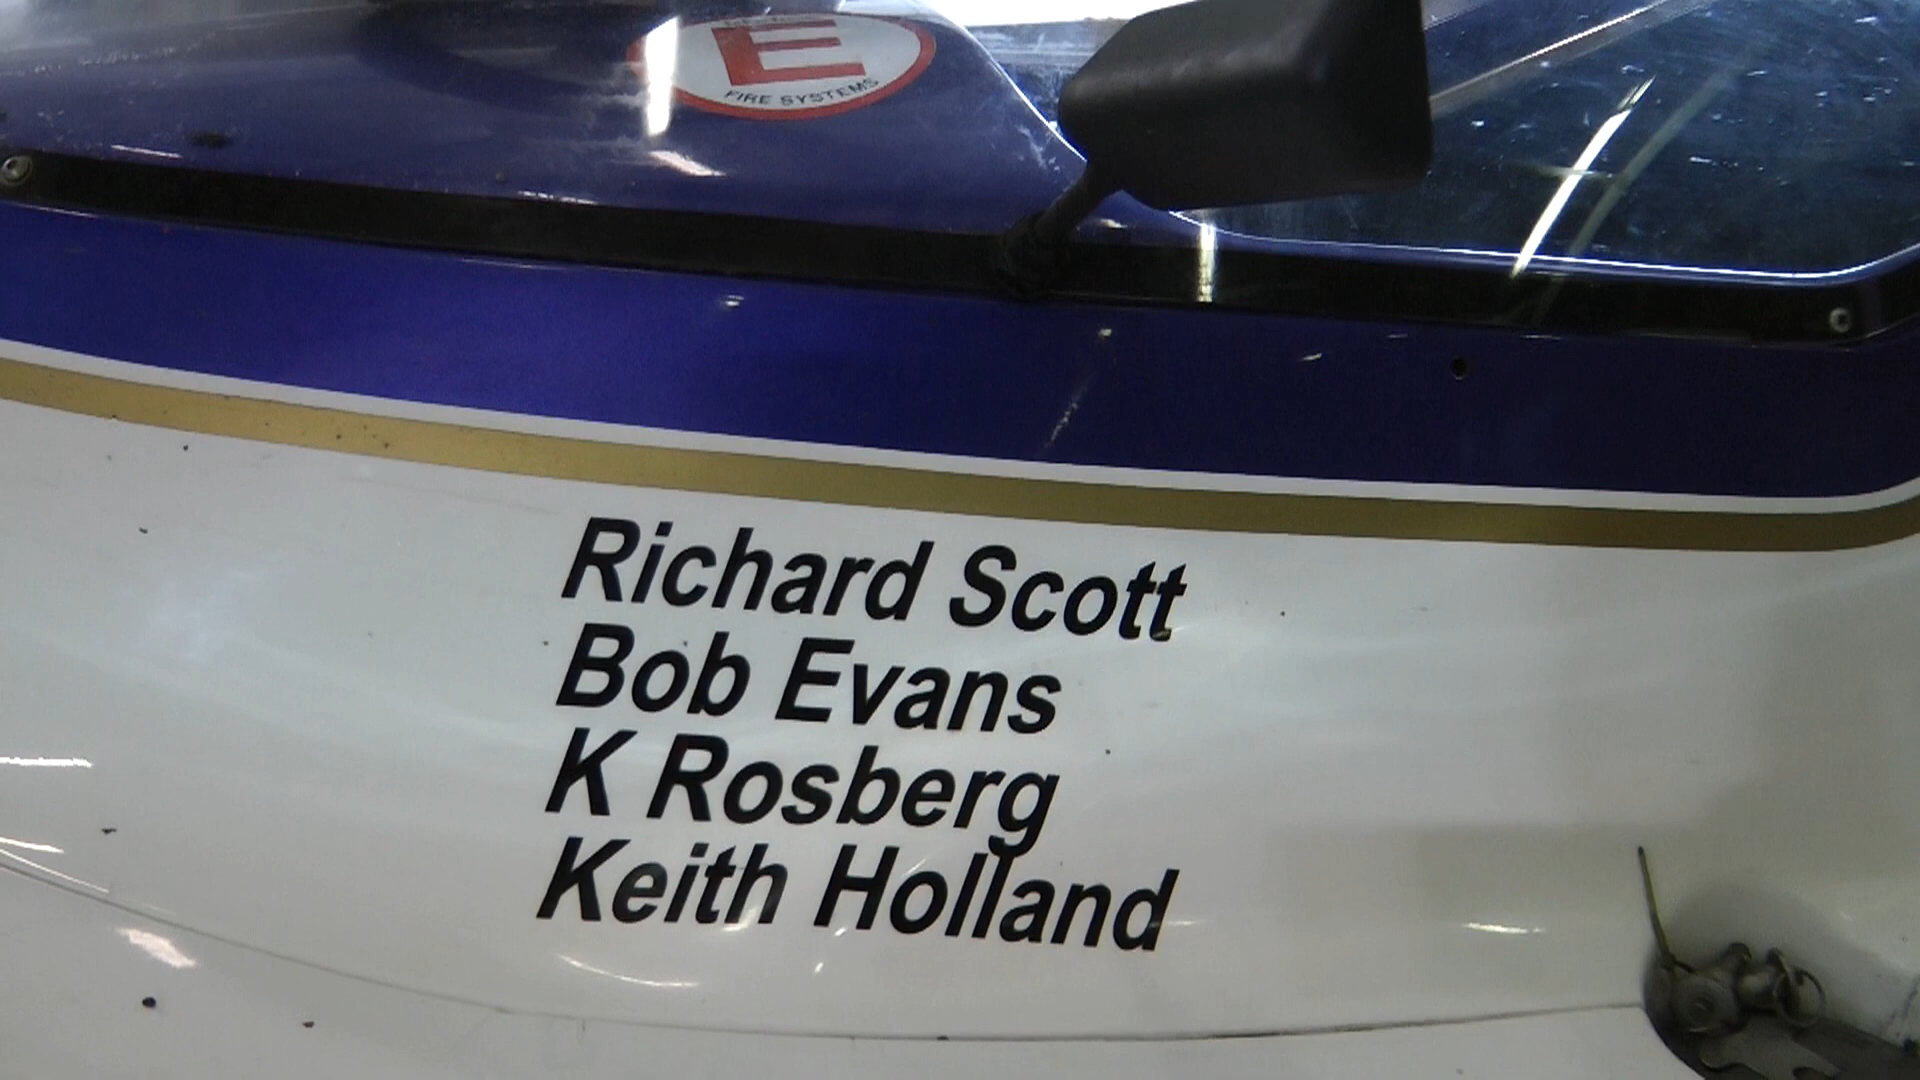 E
FIRE SYSTEMS
Richard Scott
Bob Evans
K Rosberg
Keith Holland